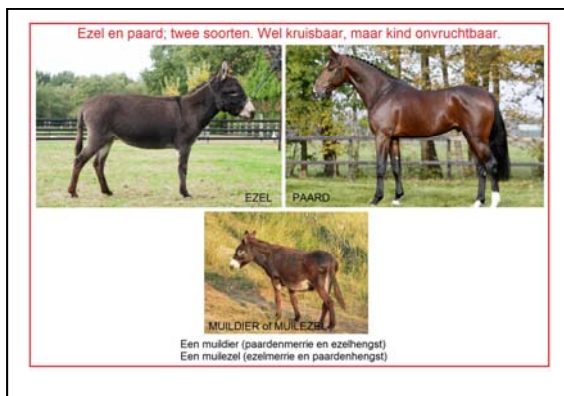 Ezel en paard; twee soorten. Wel kruisbaar, maar kind onvruchtbaar.
EZEL
PAARD
MUILDIER of MUILEZEL
Een muildier (paardenmerrie en ezelhengst)
Een muilezel (ezelmerrie en paardenhengst)